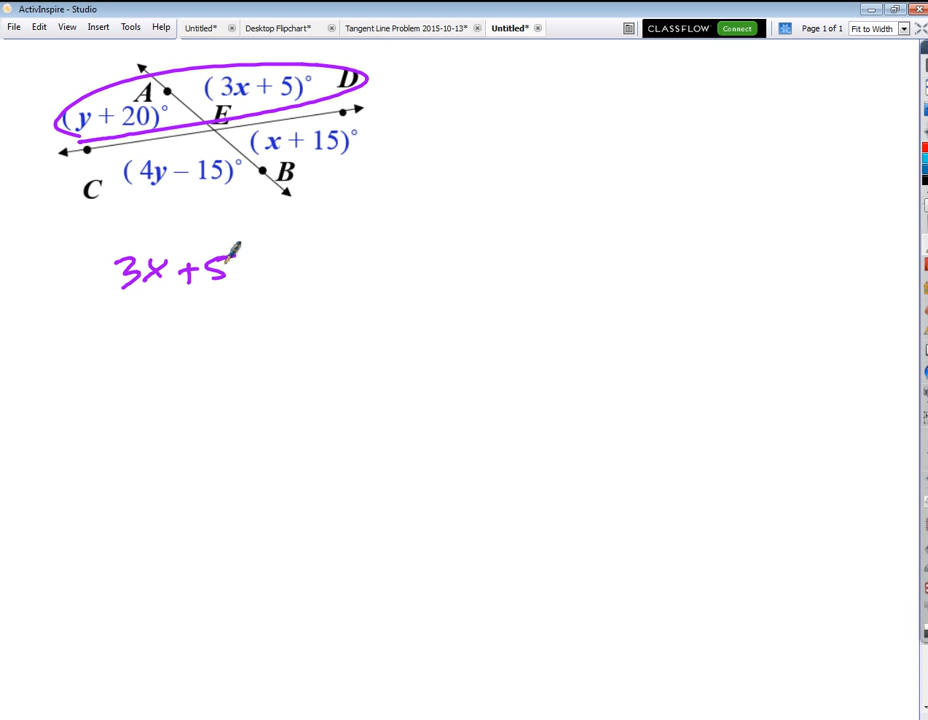 ActivInspire - Studio
File Edit View Insert Tools Help Untitled* Desktop Flipchart* Tangent Line Problem 2015-10-13* Untitled* CLASSFLOW Connect Page 1 of 1 Fit to Width
A (3x + 5)° D
(y + 20)° E
(x + 15)°
(4y – 15)° B
C
3x + 5